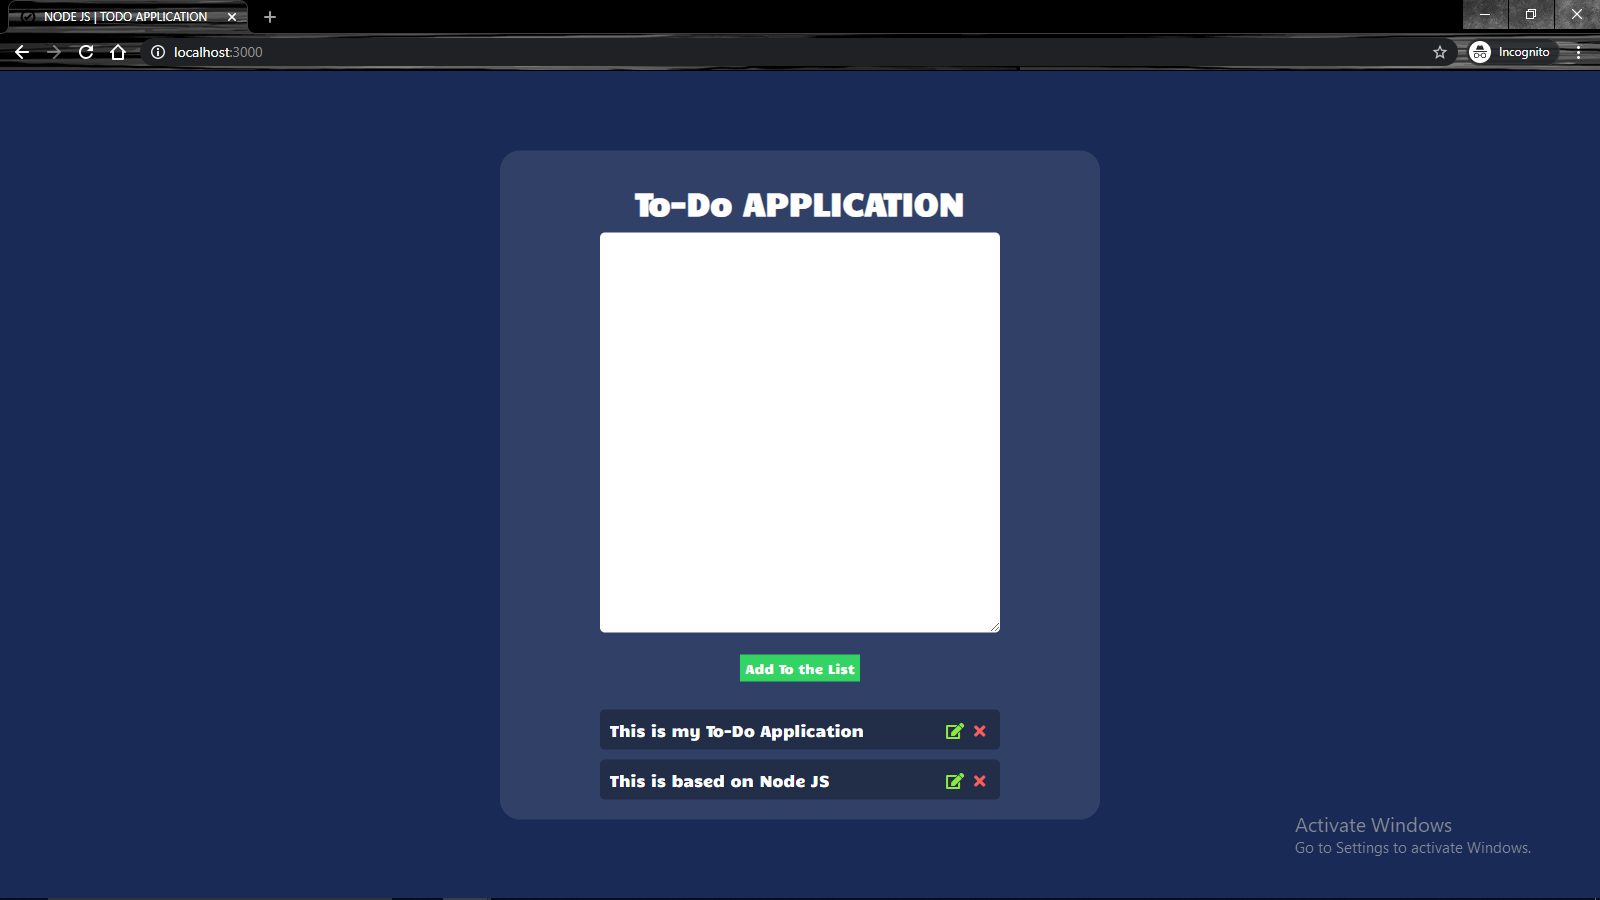 NODE JS | TODO APPLICATION
localhost:3000
Incognito
To-Do APPLICATION
Add To the List
This is my To-Do Application
This is based on Node JS
Activate Windows
Go to Settings to activate Windows.